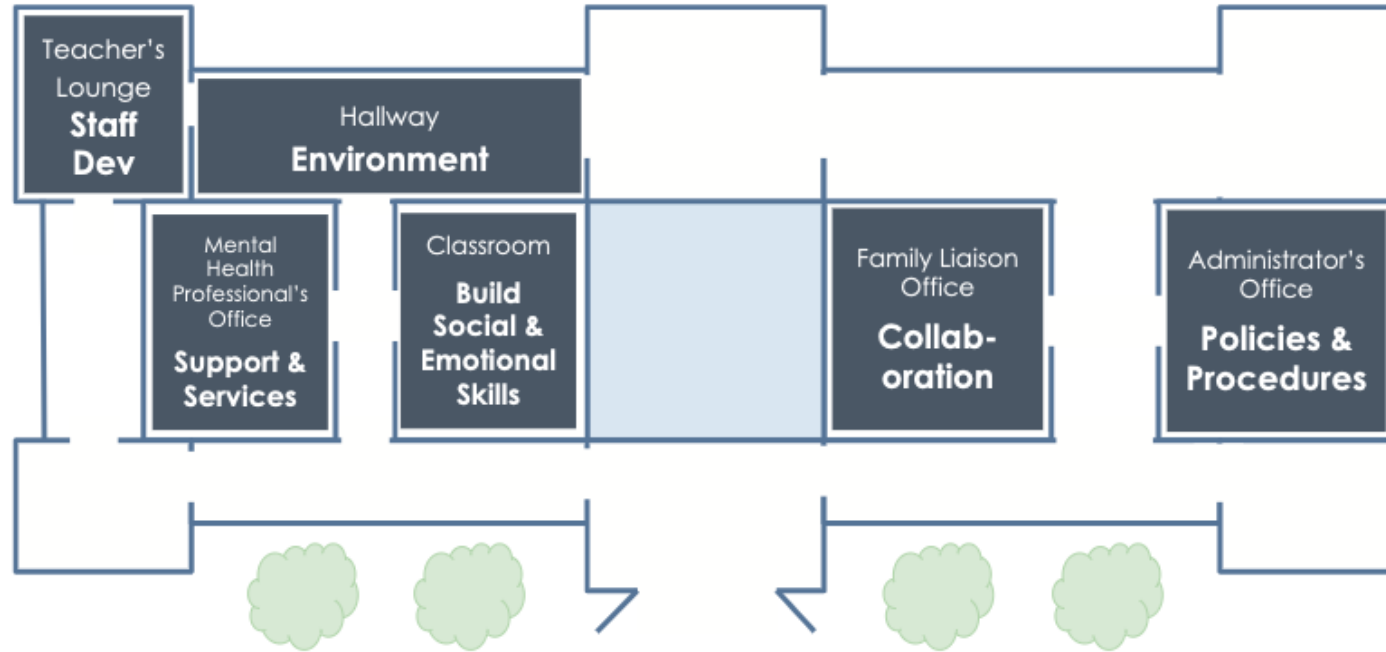 Teacher's
Lounge
Staff
Dev
Hallway
Environment
Mental
Health
Professional's
Office
Support &
Services
Classroom
Build
Social &
Emotional
Skills
Family Liaison
Office
Collab-
oration
Administrator's
Office
Policies &
Procedures